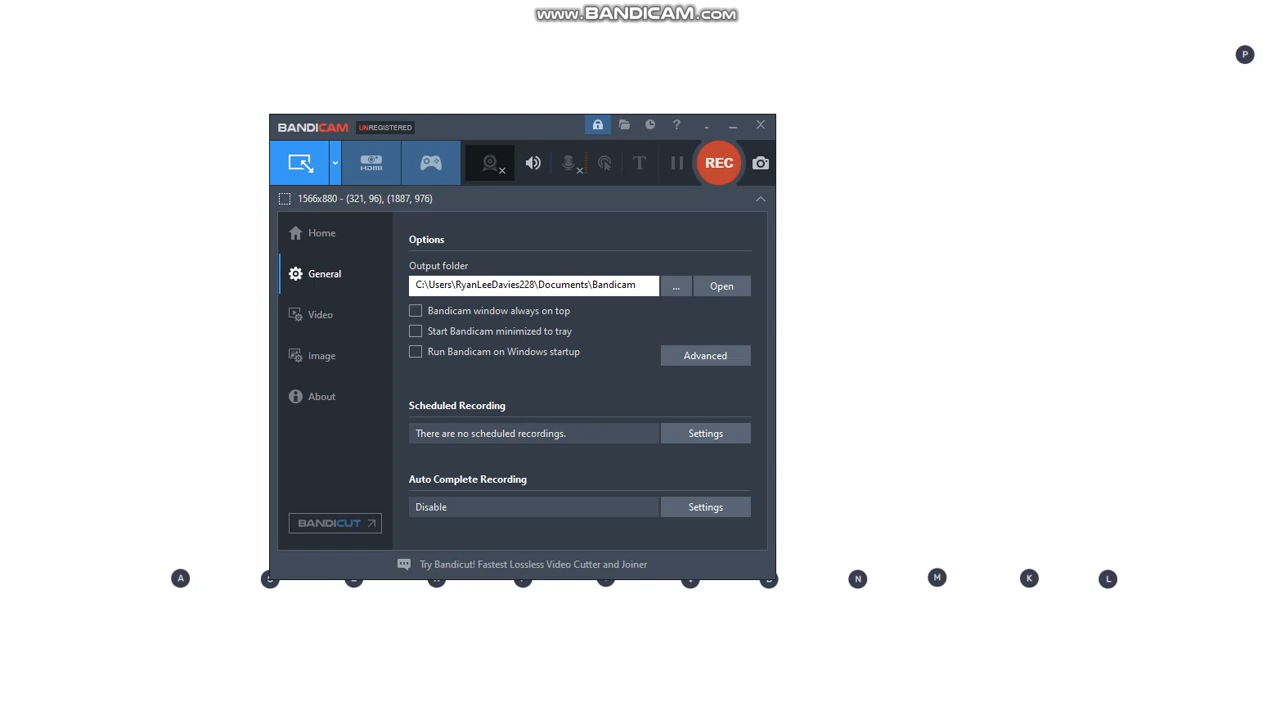 www.BANDICAM.com
P
BANDICAM UNREGISTERED
?
HDMI
T
REC
1566x880 - (321, 96), (1887, 976)
Home
General
Video
Image
About
BANDICUT
Options
Output folder
C:\Users\RyanLeeDavies228\Documents\Bandicam
...
Open
Bandicam window always on top
Start Bandicam minimized to tray
Run Bandicam on Windows startup
Advanced
Scheduled Recording
There are no scheduled recordings.
Settings
Auto Complete Recording
Disable
Settings
Try Bandicut! Fastest Lossless Video Cutter and Joiner
A
N
M
K
L